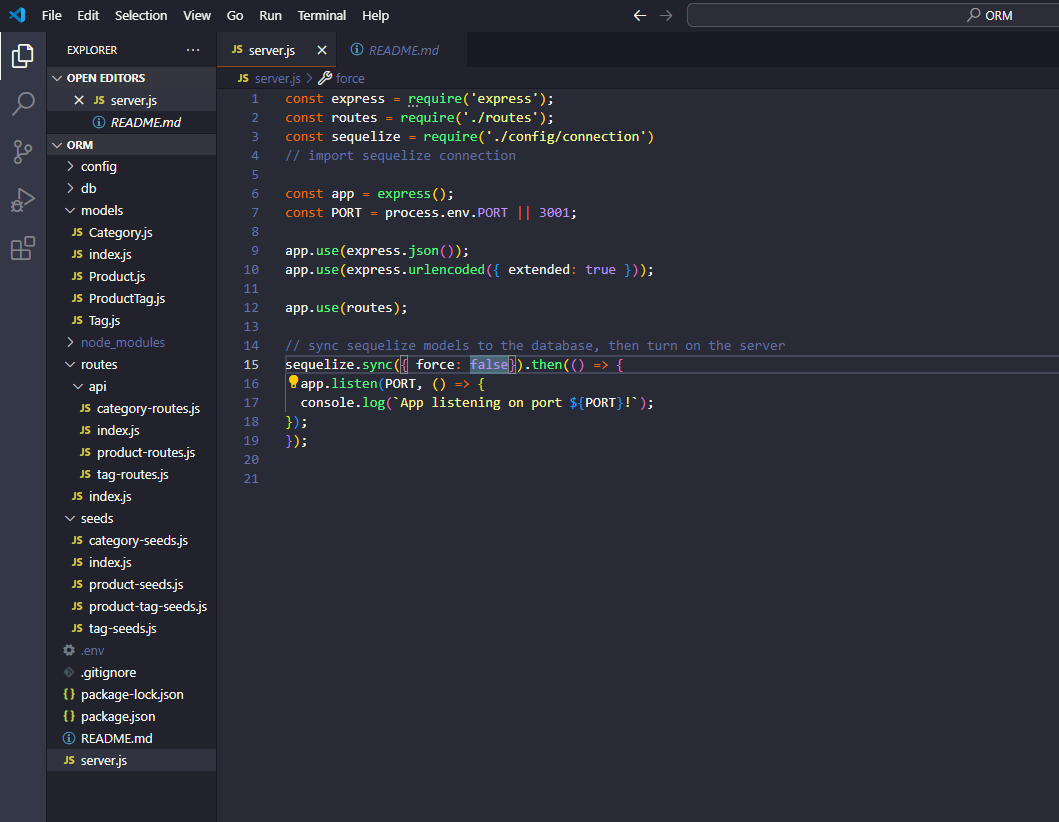 File Edit Selection View Go Run Terminal Help
ORM
EXPLORER
JS server.js
README.md
OPEN EDITORS
JS server.js
README.md
ORM
config
db
models
JS Category.js
JS index.js
JS Product.js
JS ProductTag.js
JS Tag.js
node_modules
routes
api
JS category-routes.js
JS index.js
JS product-routes.js
JS tag-routes.js
JS index.js
seeds
JS category-seeds.js
JS index.js
JS product-seeds.js
JS product-tag-seeds.js
JS tag-seeds.js
.env
.gitignore
{} package-lock.json
{} package.json
README.md
JS server.js
JS server.js > force
1 const express = require('express');
2 const routes = require('./routes');
3 const sequelize = require('./config/connection')
4 // import sequelize connection
5
6 const app = express();
7 const PORT = process.env.PORT || 3001;
8
9 app.use(express.json());
10 app.use(express.urlencoded({ extended: true }));
11
12 app.use(routes);
13
14 // sync sequelize models to the database, then turn on the server
15 sequelize.sync({ force: false}).then(() => {
16 app.listen(PORT, () => {
17 console.log(`App listening on port ${PORT}!`);
18 });
19 });
20
21